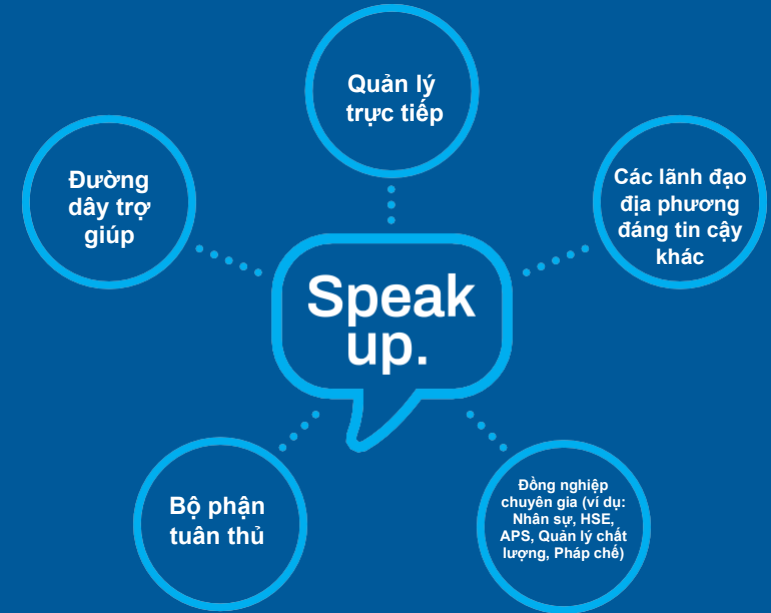 Quản lý
trực tiếp
Đường
dây trợ
giúp
Các lãnh đạo
địa phương
đáng tin cậy
khác
Speak
up.
Bộ phận
tuân thủ
Đồng nghiệp
chuyên gia (ví dụ:
Nhân sự, HSE,
APS, Quản lý chất
lượng, Pháp chế)